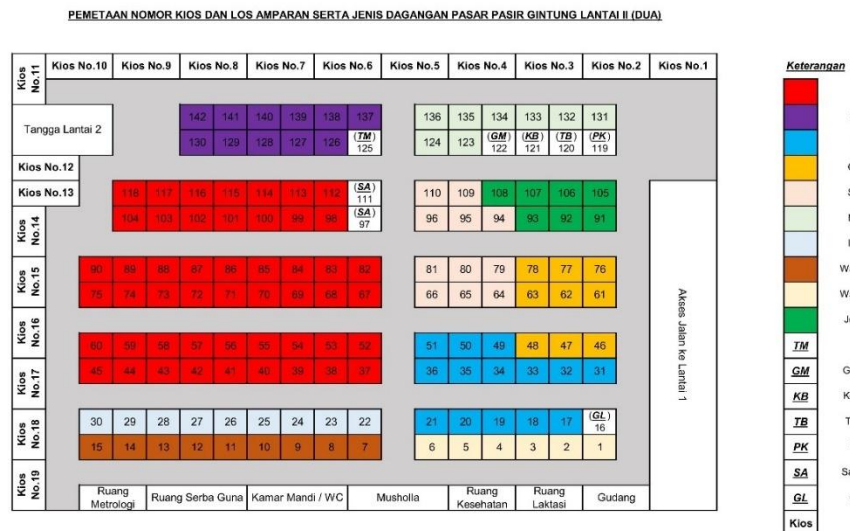 PEMETAAN NOMOR KIOS DAN LOS AMPARAN SERTA JENIS DAGANGAN PASAR PASIR GINTUNG LANTAI II (DUA)
Kios No.11
Kios No.10 Kios No.9 Kios No.8 Kios No.7 Kios No.6 Kios No.5 Kios No.4 Kios No.3 Kios No.2 Kios No.1
Tangga Lantai 2
142 141 140 139 138 137 136 135 134 133 132 131
130 129 128 127 126 (TM) 125 124 123 (GM) 122 (KB) 121 (TB) 120 (PK) 119
Kios No.12
Kios No.13
118 117 116 115 114 113 112 (SA) 111 110 109 108 107 106 105
104 103 102 101 100 99 98 (SA) 97 96 95 94 93 92 91
Kios No.14
Kios No.15
90 89 88 87 86 85 84 83 82 81 80 79 78 77 76
75 74 73 72 71 70 69 68 67 66 65 64 63 62 61
Kios No.16
60 59 58 57 56 55 54 53 52 51 50 49 48 47 46
Kios No.17
45 44 43 42 41 40 39 38 37 36 35 34 33 32 31
Kios No.18
30 29 28 27 26 25 24 23 22 21 20 19 18 17 (GL) 16
15 14 13 12 11 10 9 8 7 6 5 4 3 2 1
Kios No.19
Ruang Metrologi Ruang Serba Guna Kamar Mandi / WC Musholla Ruang Kesehatan Ruang Laktasi Gudang
Akses Jalan ke Lantai 1
Keterangan
TM
GM
KB
TB
PK
SA
GL
Kios